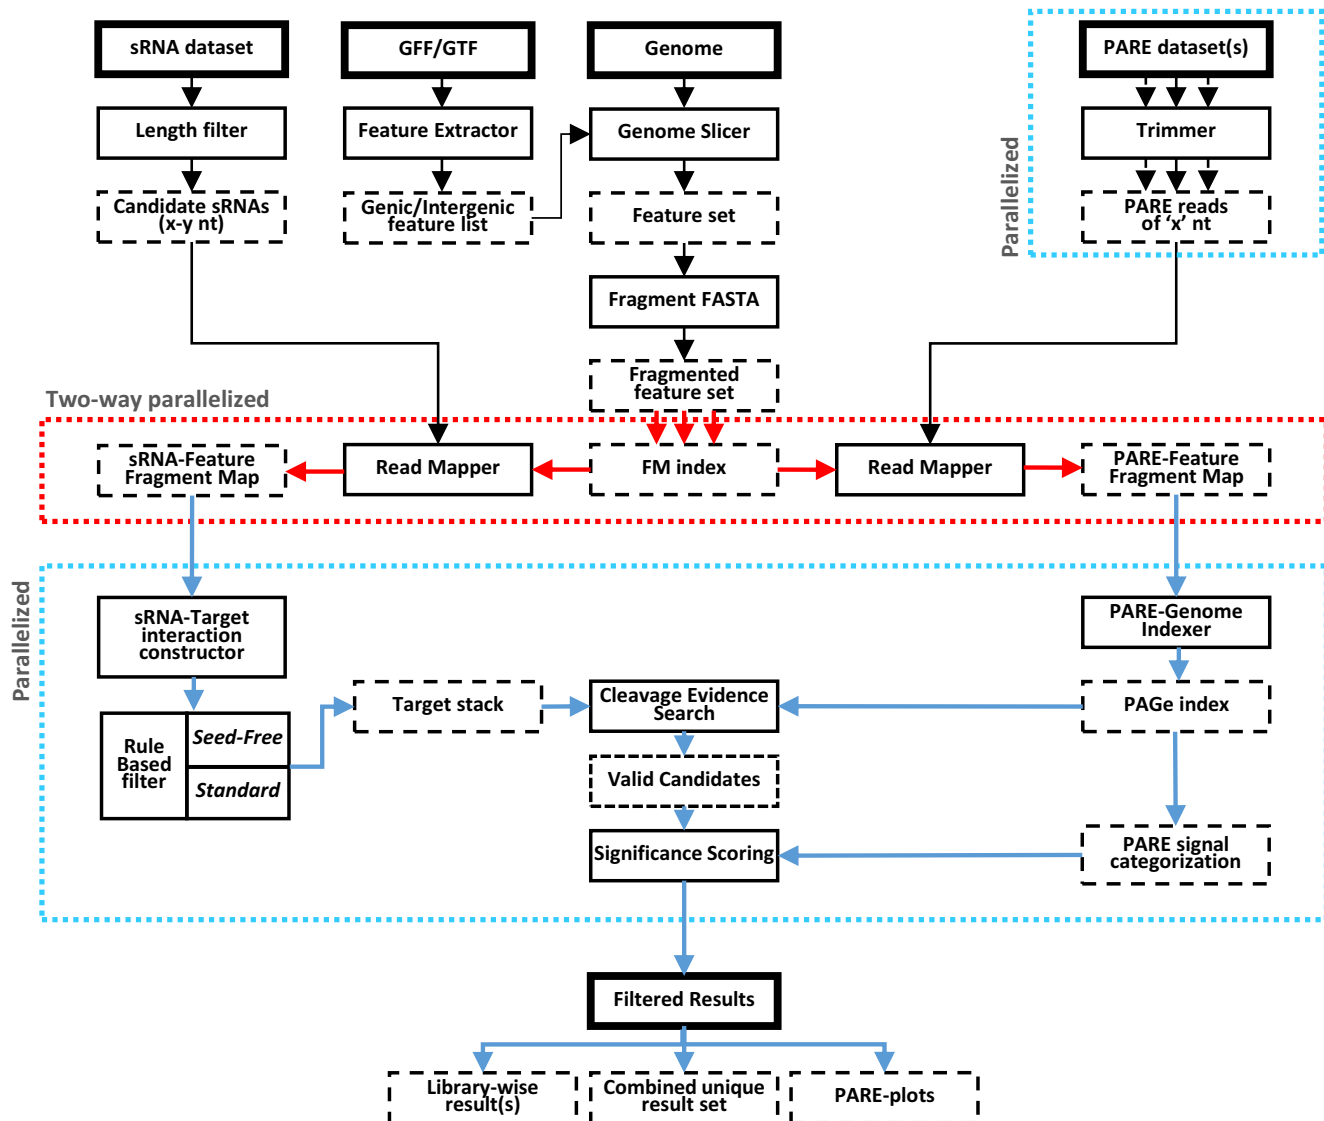 sRNA dataset
GFF/GTF
Genome
PARE dataset(s)
Length filter
Feature Extractor
Genome Slicer
Trimmer
Parallelized
Candidate sRNAs
(x-y nt)
Genic/Intergenic
feature list
Feature set
PARE reads
of ‘x’ nt
Fragment FASTA
Fragmented
feature set
Two-way parallelized
sRNA-Feature
Fragment Map
Read Mapper
FM index
Read Mapper
PARE-Feature
Fragment Map
Parallelized
sRNA-Target
interaction
constructor
PARE-Genome
Indexer
Rule
Based
filter
Seed-Free
Standard
Target stack
Cleavage Evidence
Search
PAGe index
Valid Candidates
Significance Scoring
PARE signal
categorization
Filtered Results
Library-wise
result(s)
Combined unique
result set
PARE-plots